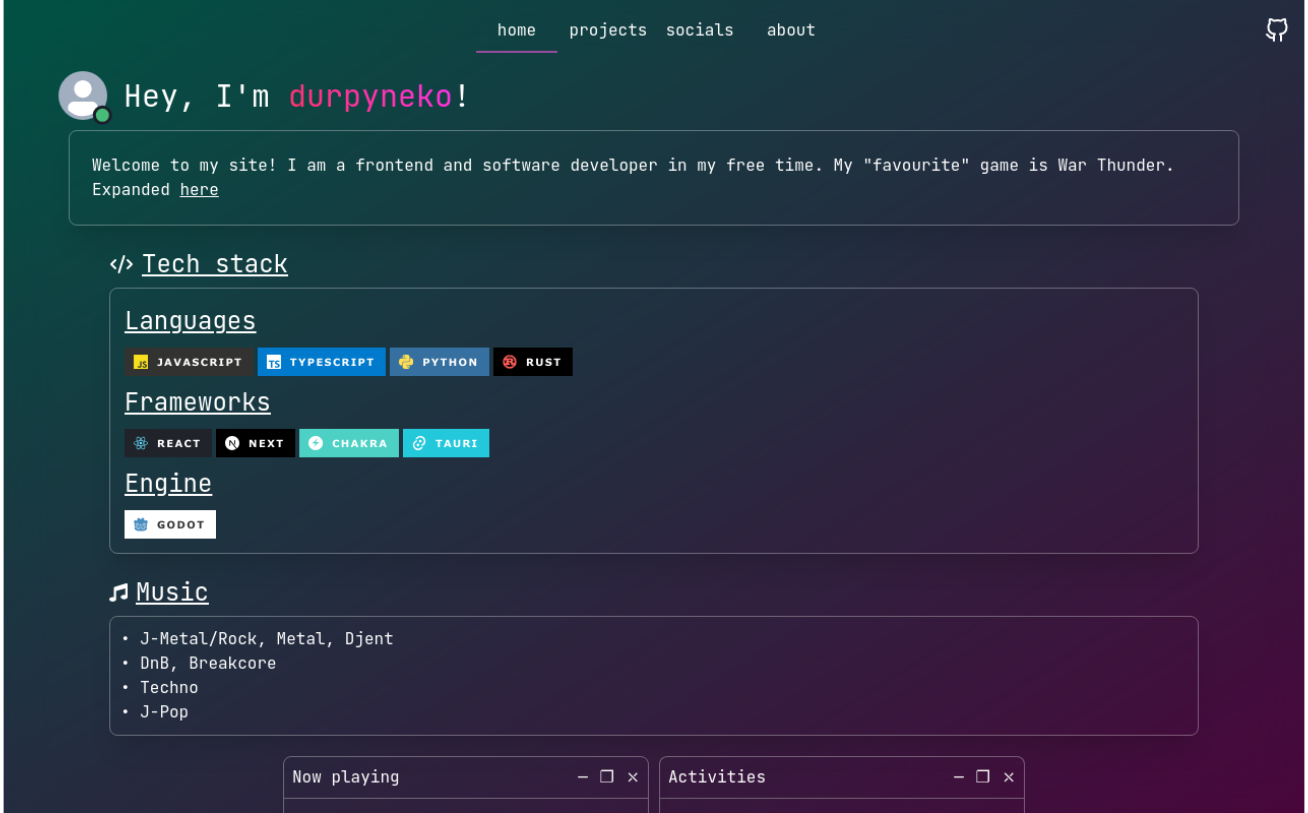 home projects socials about
Hey, I'm durpyneko!
Welcome to my site! I am a frontend and software developer in my free time. My "favourite" game is War Thunder.
Expanded here
</> Tech stack
Languages
JS JAVASCRIPT TS TYPESCRIPT PYTHON R RUST
Frameworks
REACT N NEXT CHAKRA TAURI
Engine
GODOT
Music
• J-Metal/Rock, Metal, Djent
• DnB, Breakcore
• Techno
• J-Pop
Now playing
Activities